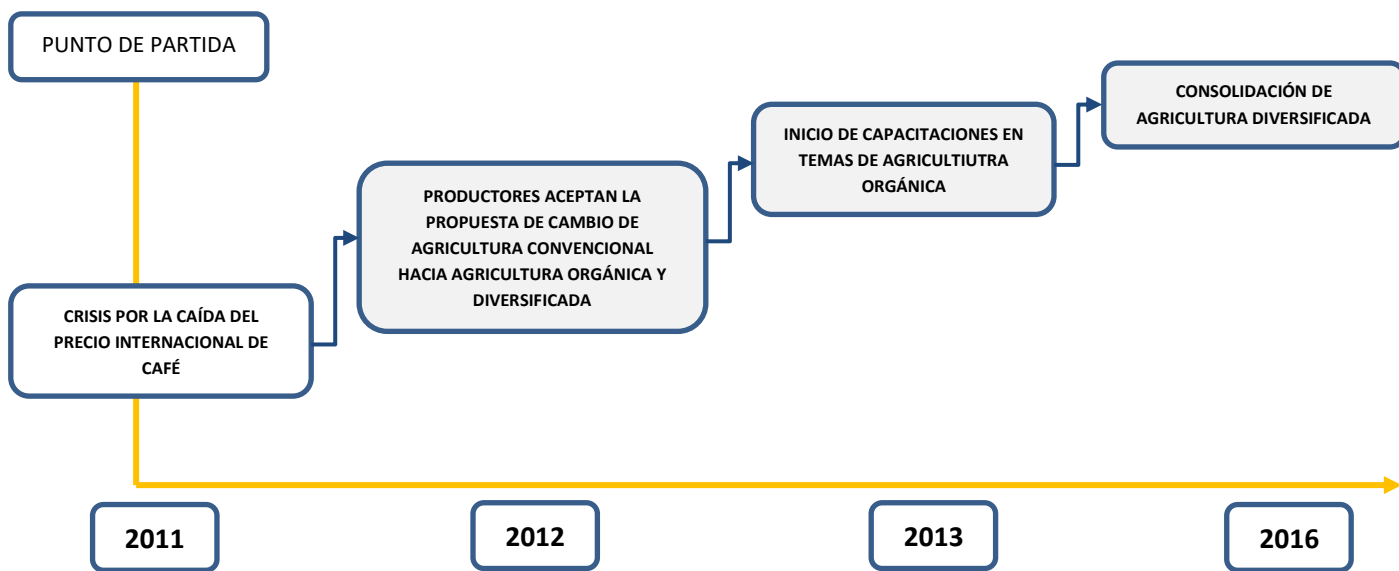 PUNTO DE PARTIDA
CRISIS POR LA CAÍDA DEL
PRECIO INTERNACIONAL DE
CAFÉ
PRODUCTORES ACEPTAN LA
PROPUESTA DE CAMBIO DE
AGRICULTURA CONVENCIONAL
HACIA AGRICULTURA ORGÁNICA Y
DIVERSIFICADA
INICIO DE CAPACITACIONES EN
TEMAS DE AGRICULTIUTRA
ORGÁNICA
CONSOLIDACIÓN DE
AGRICULTURA DIVERSIFICADA
2011
2012
2013
2016